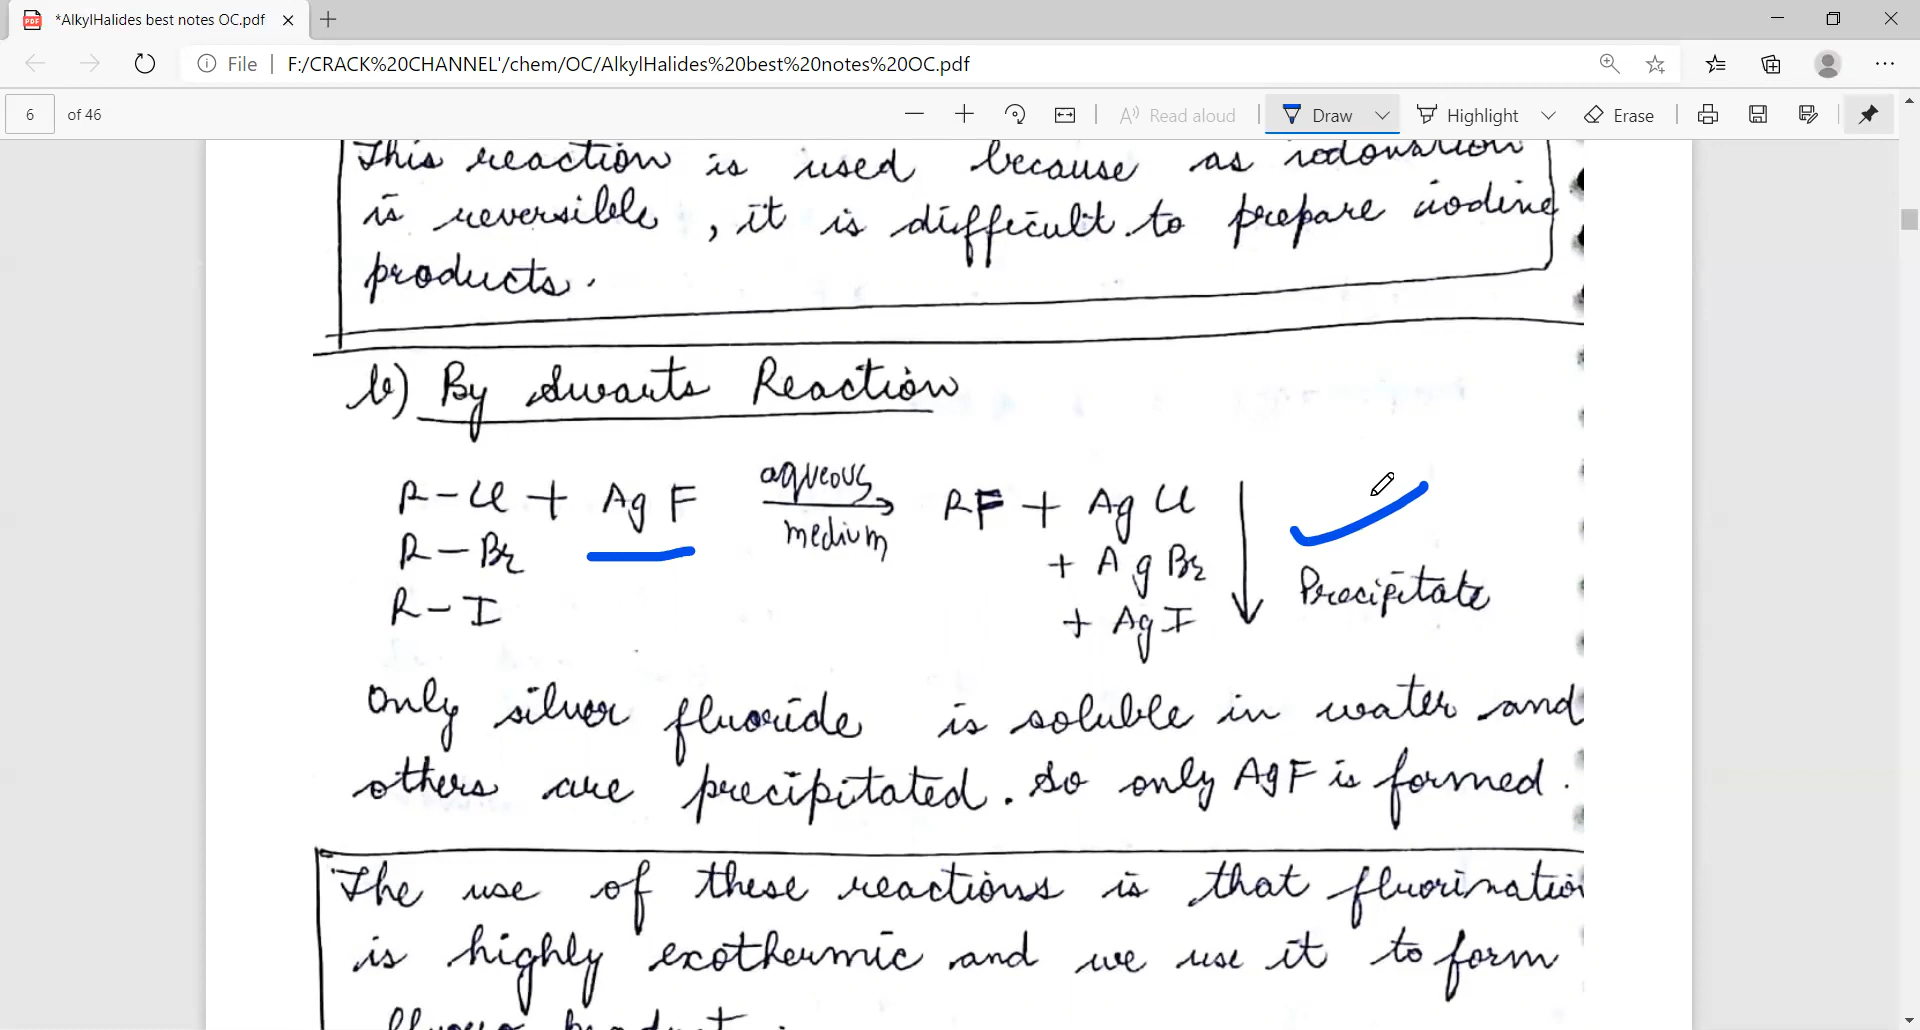 *AlkylHalides best notes OC.pdf
File | F:/CRACK%20CHANNEL'/chem/OC/AlkylHalides%20best%20notes%20OC.pdf
6 of 46
Read aloud Draw Highlight Erase
This reaction is used because as iodonation
is reversible, it is difficult to prepare iodine
products.
b) By Swarts Reaction
R-Cl + AgF aqueous medium → RF + AgCl ↓
R-Br + AgBr Precipitate
R-I + AgI
Only silver fluoride is soluble in water and
others are precipitated. So only AgF is formed.
The use of these reactions is that fluorinatio
is highly exothermic and we use it to form
product.